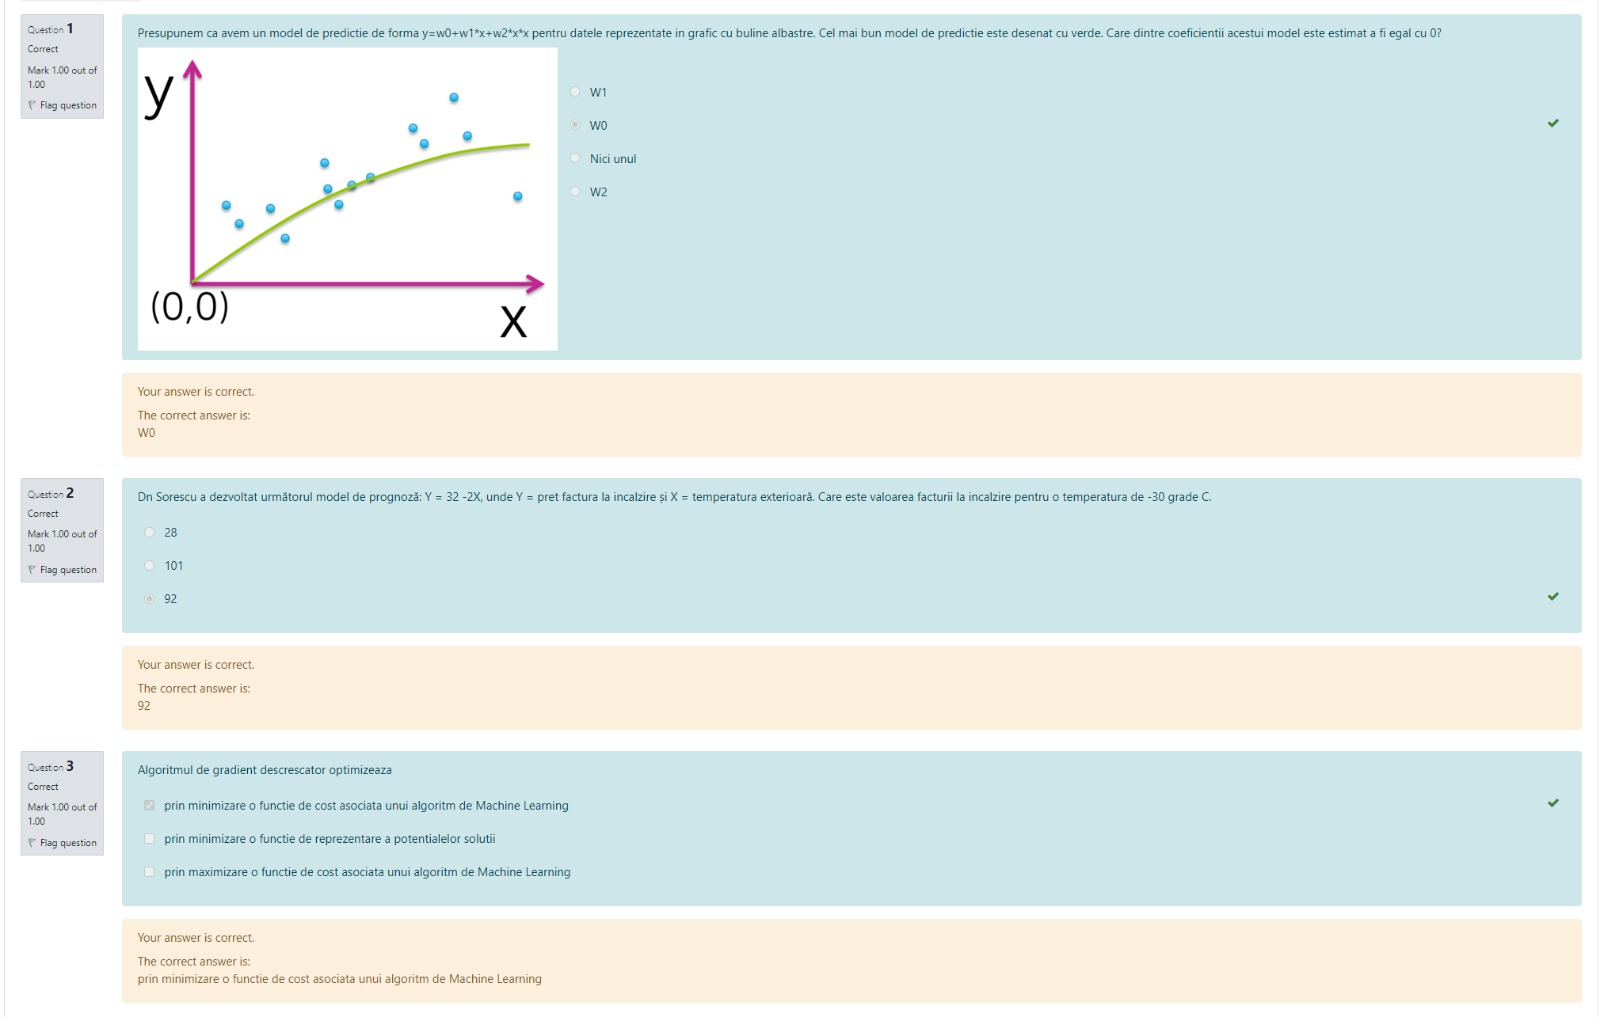 Question 1
Correct
Mark 1.00 out of
1.00
Flag question
Presupunem ca avem un model de predictie de forma y=w0+w1*x+w2*x*x pentru datele reprezentate in grafic cu buline albastre. Cel mai bun model de predictie este desenat cu verde. Care dintre coeficientii acestui model este estimat a fi egal cu 0?
y
(0,0)
X
W1
W0
Nici unul
W2
Your answer is correct.
The correct answer is:
W0
Question 2
Correct
Mark 1.00 out of
1.00
Flag question
Dn Sorescu a dezvoltat următorul model de prognoză: Y = 32 -2X, unde Y = pret factura la incalzire și X = temperatura exterioară. Care este valoarea facturii la incalzire pentru o temperatura de -30 grade C.
28
101
92
Your answer is correct.
The correct answer is:
92
Question 3
Correct
Mark 1.00 out of
1.00
Flag question
Algoritmul de gradient descrescator optimizeaza
prin minimizare o functie de cost asociata unui algoritm de Machine Learning
prin minimizare o functie de reprezentare a potentialelor solutii
prin maximizare o functie de cost asociata unui algoritm de Machine Learning
Your answer is correct.
The correct answer is:
prin minimizare o functie de cost asociata unui algoritm de Machine Learning